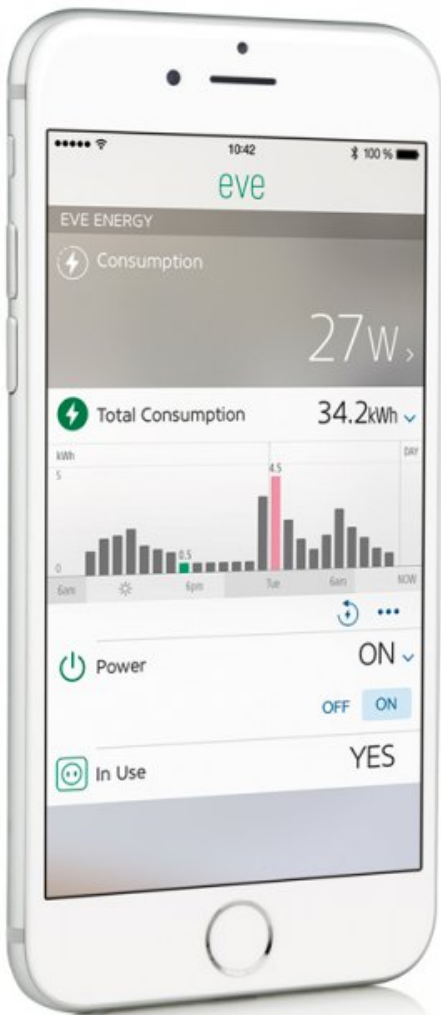 10:42
100 %
eve
EVE ENERGY
Consumption
27W
Total Consumption 34.2kWh
kWh DAY
5
4.5
0.5
0
6am 6pm Tue 6am NOW
Power ON
OFF ON
In Use YES